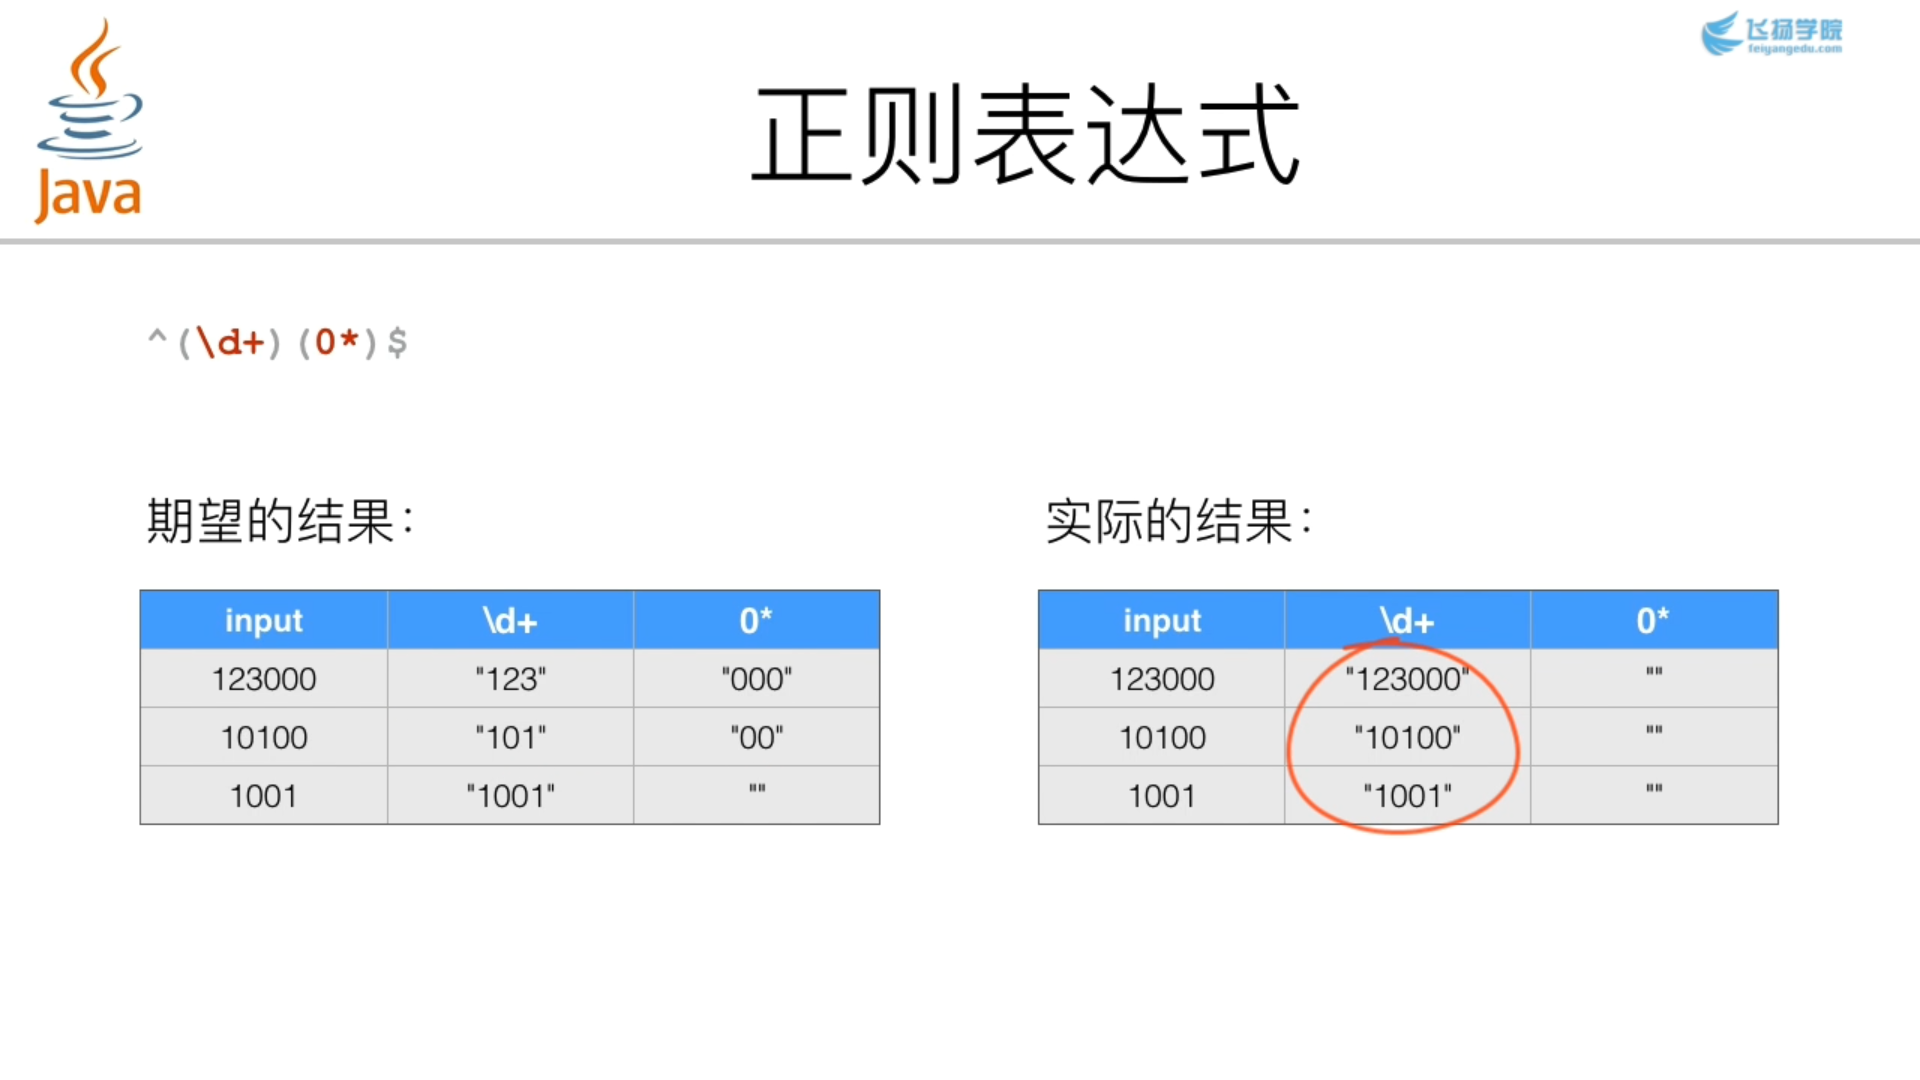 飞扬学院
feiyangedu.com
Java
正则表达式
^(\d+)(0*)$
期望的结果：
input \d+ 0*
123000 "123" "000"
10100 "101" "00"
1001 "1001" ""
实际的结果：
input \d+ 0*
123000 "123000" ""
10100 "10100" ""
1001 "1001" ""